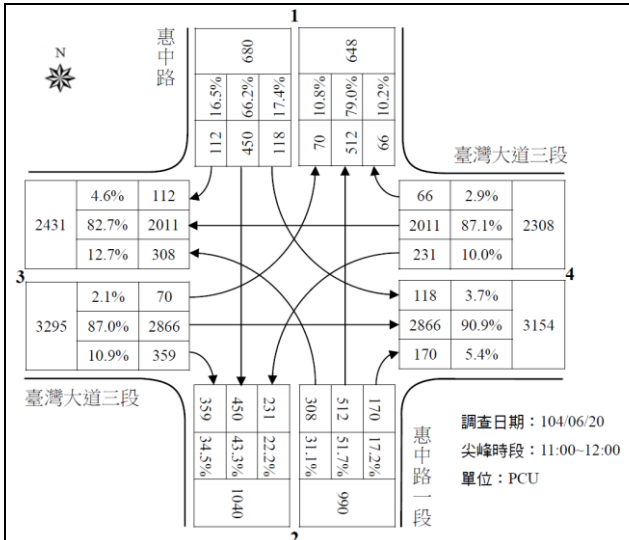 1
N
惠中路
680
16.5% 66.2% 17.4%
112 450 118
648
10.8% 79.0% 10.2%
70 512 66
臺灣大道三段
2431
4.6% 112
82.7% 2011
12.7% 308
66 2.9%
2011 87.1% 2308
231 10.0%
3
4
3295
2.1% 70
87.0% 2866
10.9% 359
118 3.7%
2866 90.9% 3154
170 5.4%
臺灣大道三段
359 450 231
34.5% 43.3% 22.2%
1040
308 512 170
31.1% 51.7% 17.2%
990
惠中路一段
調查日期：104/06/20
尖峰時段：11:00~12:00
單位：PCU
2